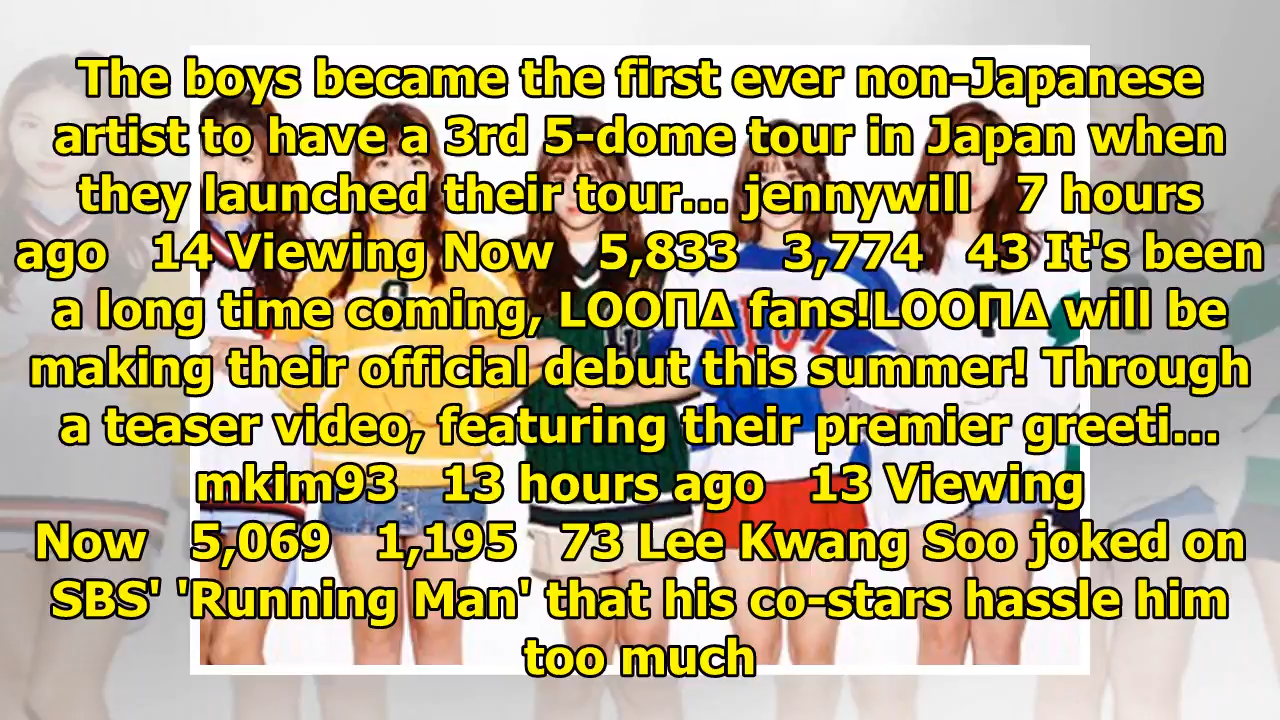 The boys became the first ever non-Japanese
artist to have a 3rd 5-dome tour in Japan when
they launched their tour... jennywill 7 hours
ago 14 Viewing Now 5,833 3,774 43 It's been
a long time coming, LOOΠΔ fans!LOOΠΔ will be
making their official debut this summer! Through
a teaser video, featuring their premier greeti...
mkim93 13 hours ago 13 Viewing
Now 5,069 1,195 73 Lee Kwang Soo joked on
SBS' 'Running Man' that his co-stars hassle him
too much